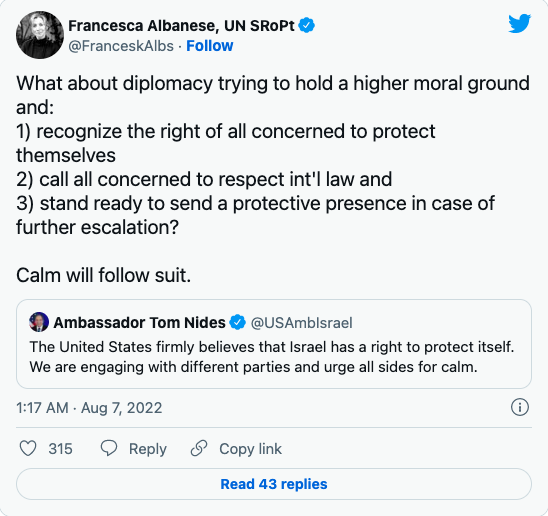 Francesca Albanese, UN SRoPt
@FranceskAlbs · Follow
What about diplomacy trying to hold a higher moral ground
and:
1) recognize the right of all concerned to protect
themselves
2) call all concerned to respect int'l law and
3) stand ready to send a protective presence in case of
further escalation?
Calm will follow suit.
Ambassador Tom Nides @USAmbIsrael
The United States firmly believes that Israel has a right to protect itself.
We are engaging with different parties and urge all sides for calm.
1:17 AM · Aug 7, 2022
315 Reply Copy link
Read 43 replies